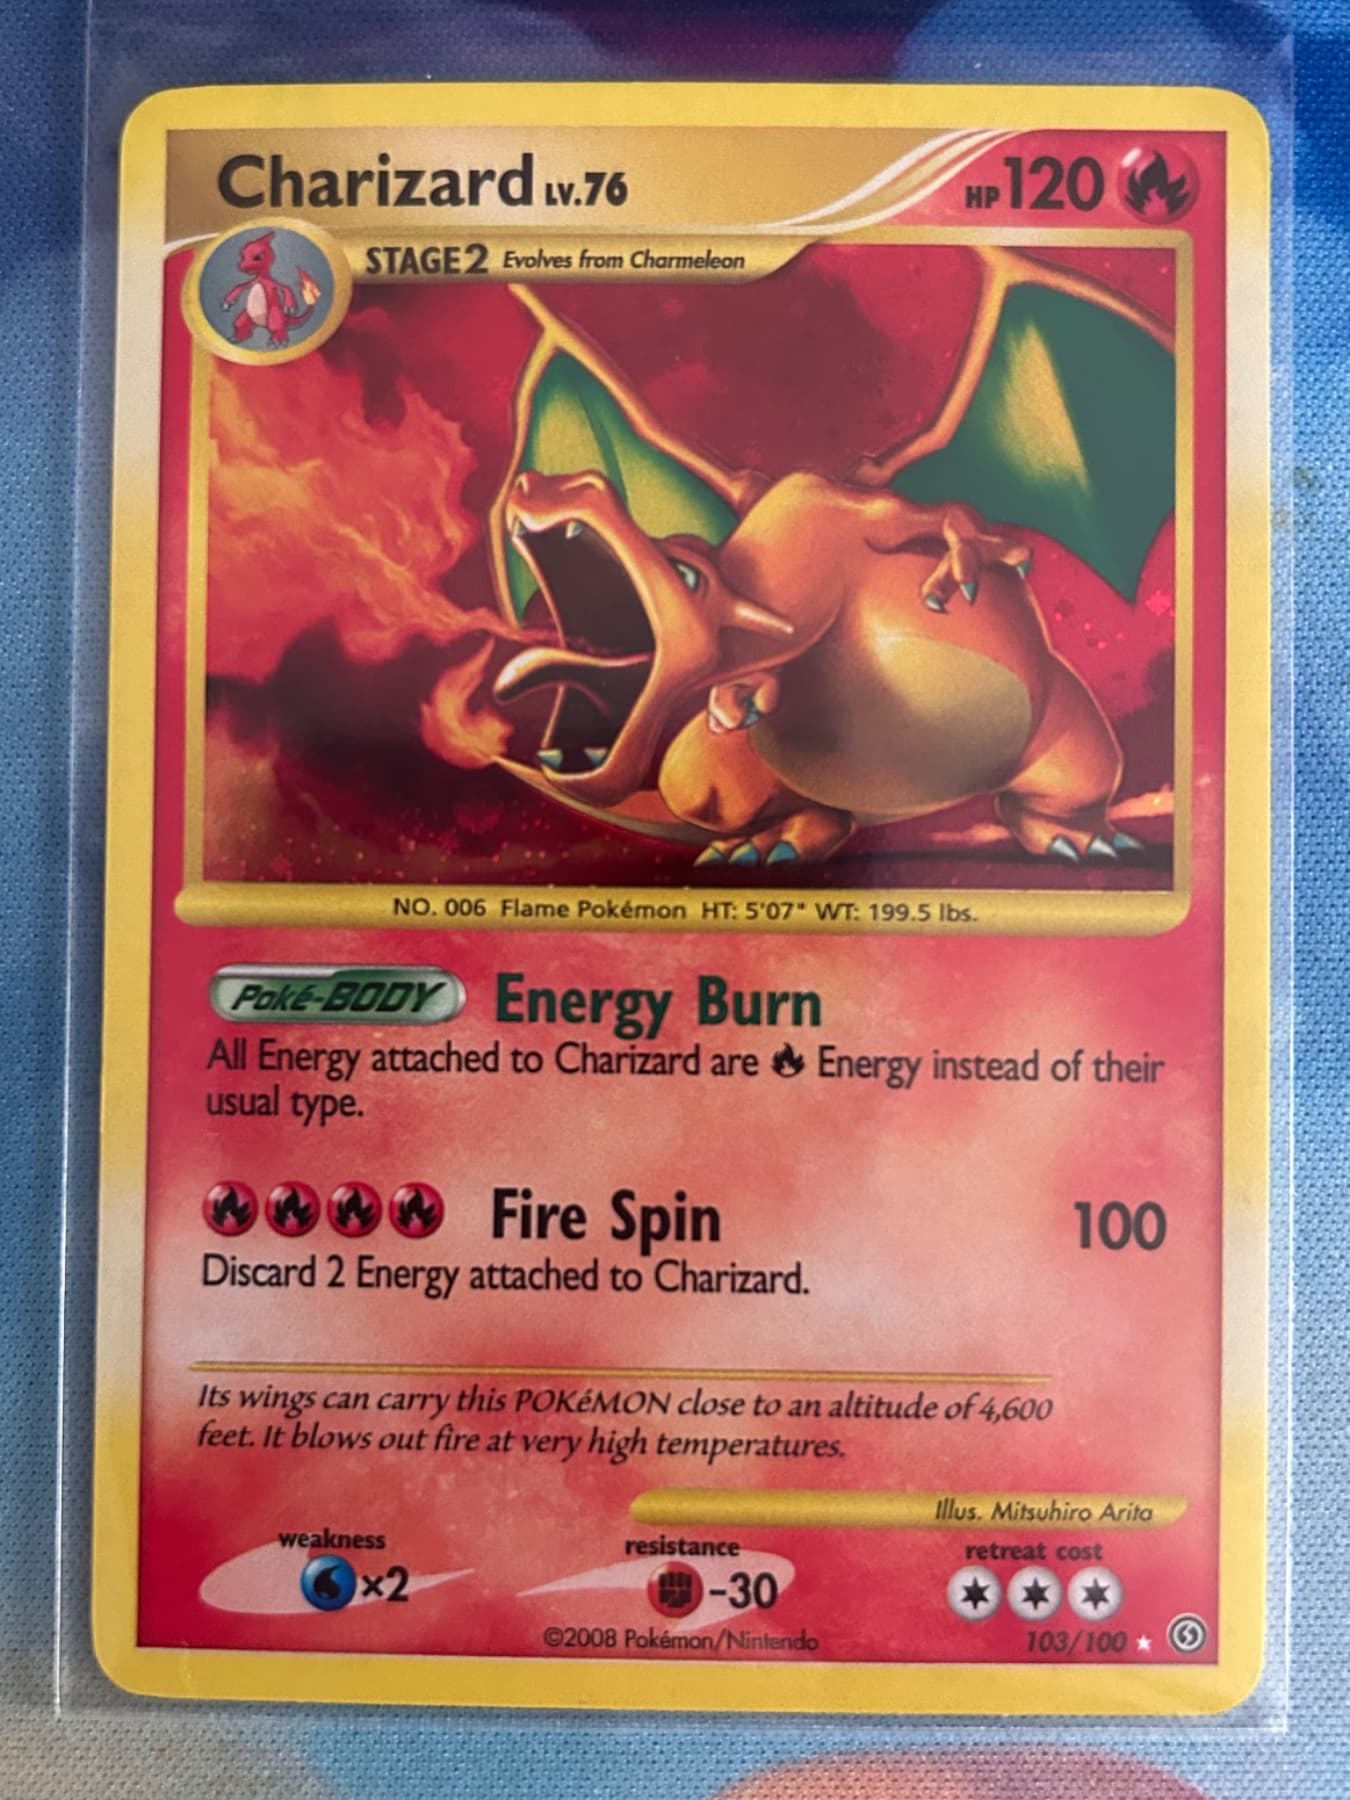 Charizard LV.76 HP 120
STAGE2 Evolves from Charmeleon
NO. 006 Flame Pokémon HT: 5'07" WT: 199.5 lbs.
Poké-BODY Energy Burn
All Energy attached to Charizard are Energy instead of their
usual type.
Fire Spin 100
Discard 2 Energy attached to Charizard.
Its wings can carry this POKéMON close to an altitude of 4,600
feet. It blows out fire at very high temperatures.
Illus. Mitsuhiro Arita
weakness resistance retreat cost
×2 -30
©2008 Pokémon/Nintendo 103/100